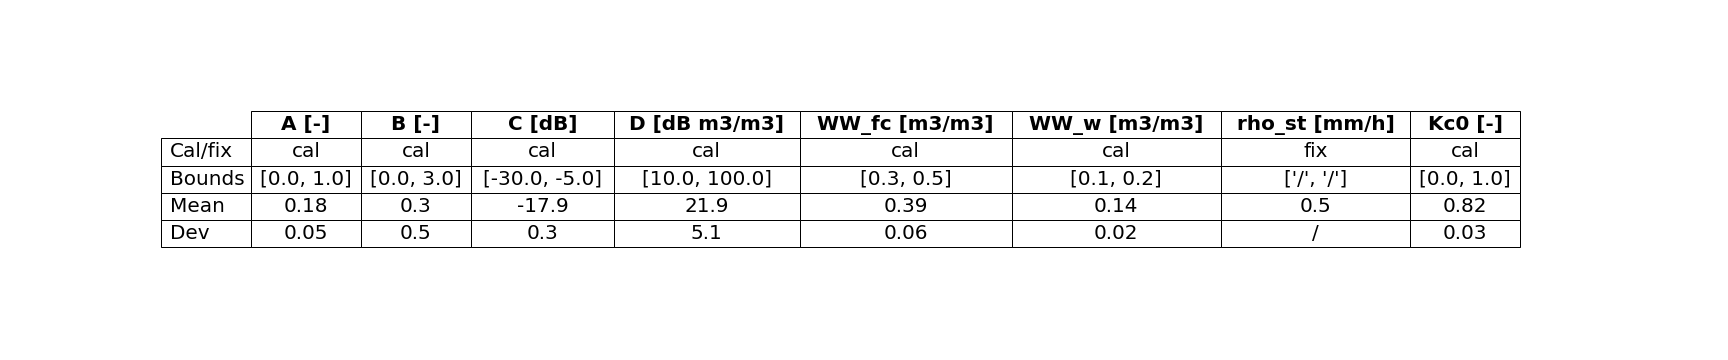 A [-] B [-] C [dB] D [dB m3/m3] WW_fc [m3/m3] WW_w [m3/m3] rho_st [mm/h] Kc0 [-]
Cal/fix cal cal cal cal cal cal fix cal
Bounds [0.0, 1.0] [0.0, 3.0] [-30.0, -5.0] [10.0, 100.0] [0.3, 0.5] [0.1, 0.2] ['/', '/'] [0.0, 1.0]
Mean 0.18 0.3 -17.9 21.9 0.39 0.14 0.5 0.82
Dev 0.05 0.5 0.3 5.1 0.06 0.02 / 0.03